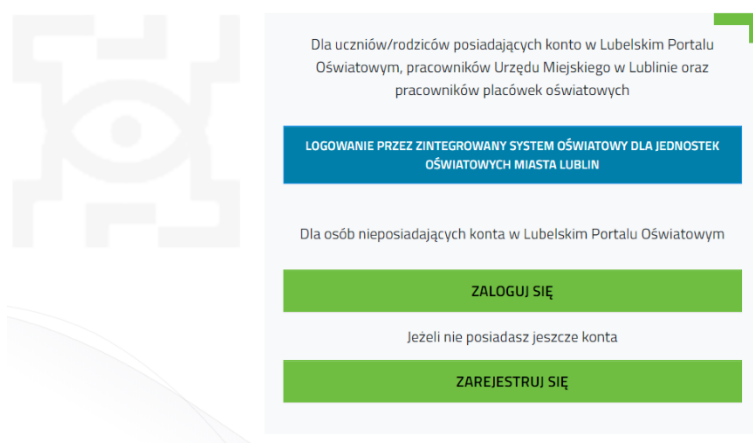 Dla uczniów/rodziców posiadających konto w Lubelskim Portalu
Oświatowym, pracowników Urzędu Miejskiego w Lublinie oraz
pracowników placówek oświatowych
LOGOWANIE PRZEZ ZINTEGROWANY SYSTEM OŚWIATOWY DLA JEDNOSTEK
OŚWIATOWYCH MIASTA LUBLIN
Dla osób nieposiadających konta w Lubelskim Portalu Oświatowym
ZALOGUJ SIĘ
Jeżeli nie posiadasz jeszcze konta
ZAREJESTRUJ SIĘ